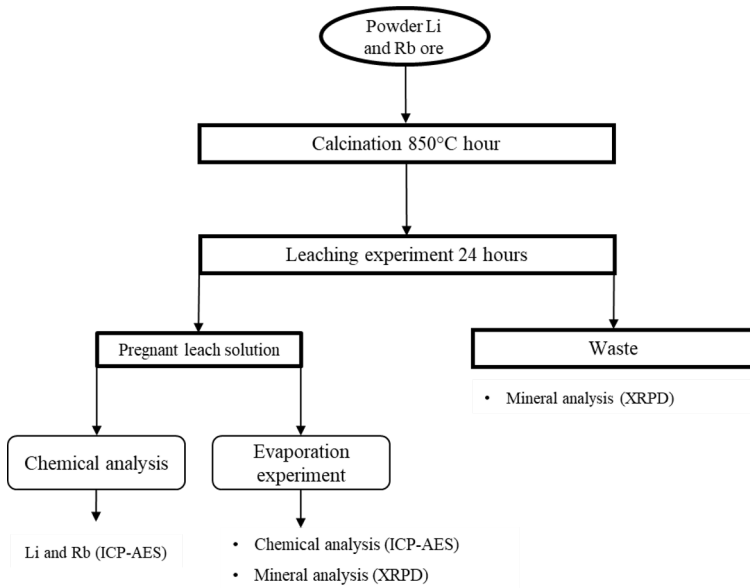 Powder Li
and Rb ore
Calcination 850°C hour
Leaching experiment 24 hours
Pregnant leach solution
Waste
• Mineral analysis (XRPD)
Chemical analysis
Evaporation
experiment
Li and Rb (ICP-AES)
• Chemical analysis (ICP-AES)
• Mineral analysis (XRPD)